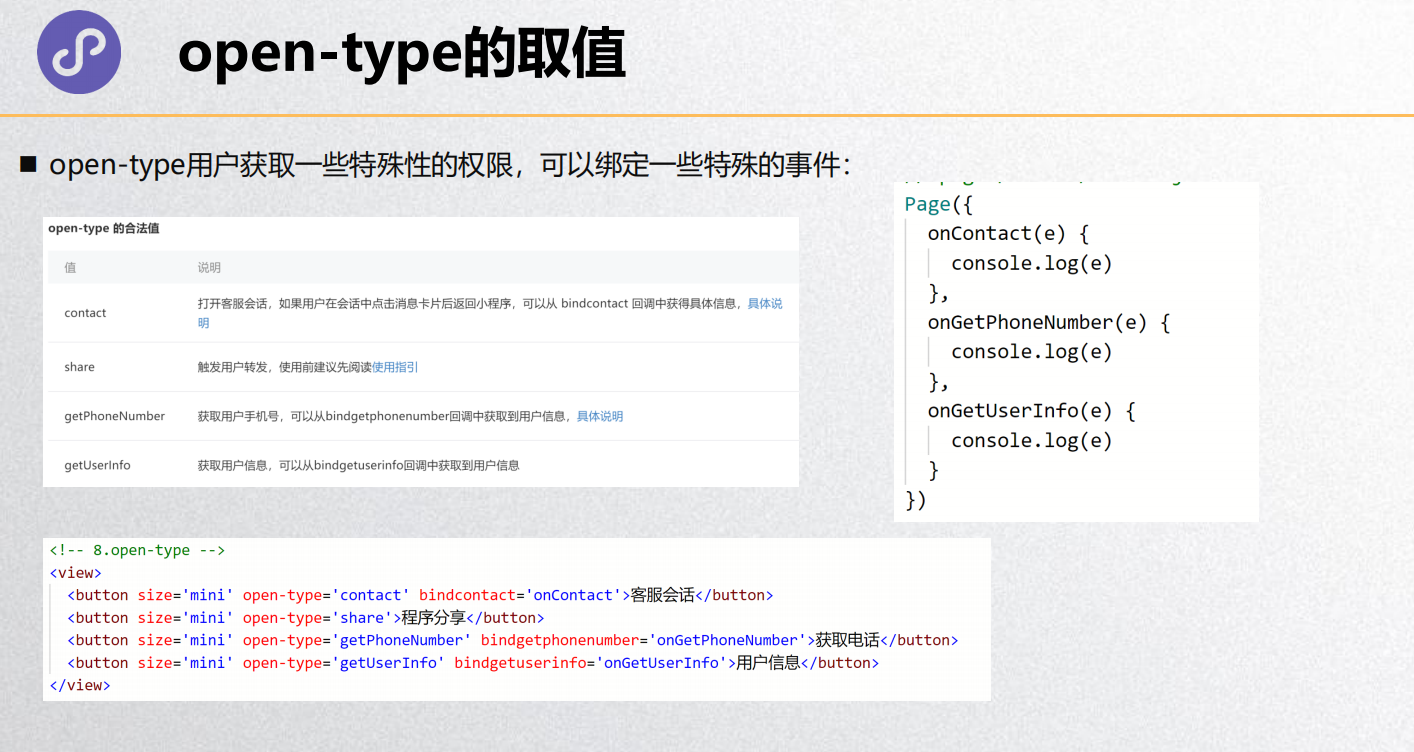 open-type的取值
■ open-type用户获取一些特殊性的权限，可以绑定一些特殊的事件：
open-type 的合法值
值 说明
contact 打开客服会话，如果用户在会话中点击消息卡片后返回小程序，可以从 bindcontact 回调中获得具体信息，具体说
明
share 触发用户转发，使用前建议先阅读使用指引
getPhoneNumber 获取用户手机号，可以从bindgetphonenumber回调中获取到用户信息，具体说明
getUserInfo 获取用户信息，可以从bindgetuserinfo回调中获取到用户信息
Page({
onContact(e) {
console.log(e)
},
onGetPhoneNumber(e) {
console.log(e)
},
onGetUserInfo(e) {
console.log(e)
}
})
<!-- 8.open-type -->
<view>
<button size='mini' open-type='contact' bindcontact='onContact'>客服会话</button>
<button size='mini' open-type='share'>程序分享</button>
<button size='mini' open-type='getPhoneNumber' bindgetphonenumber='onGetPhoneNumber'>获取电话</button>
<button size='mini' open-type='getUserInfo' bindgetuserinfo='onGetUserInfo'>用户信息</button>
</view>